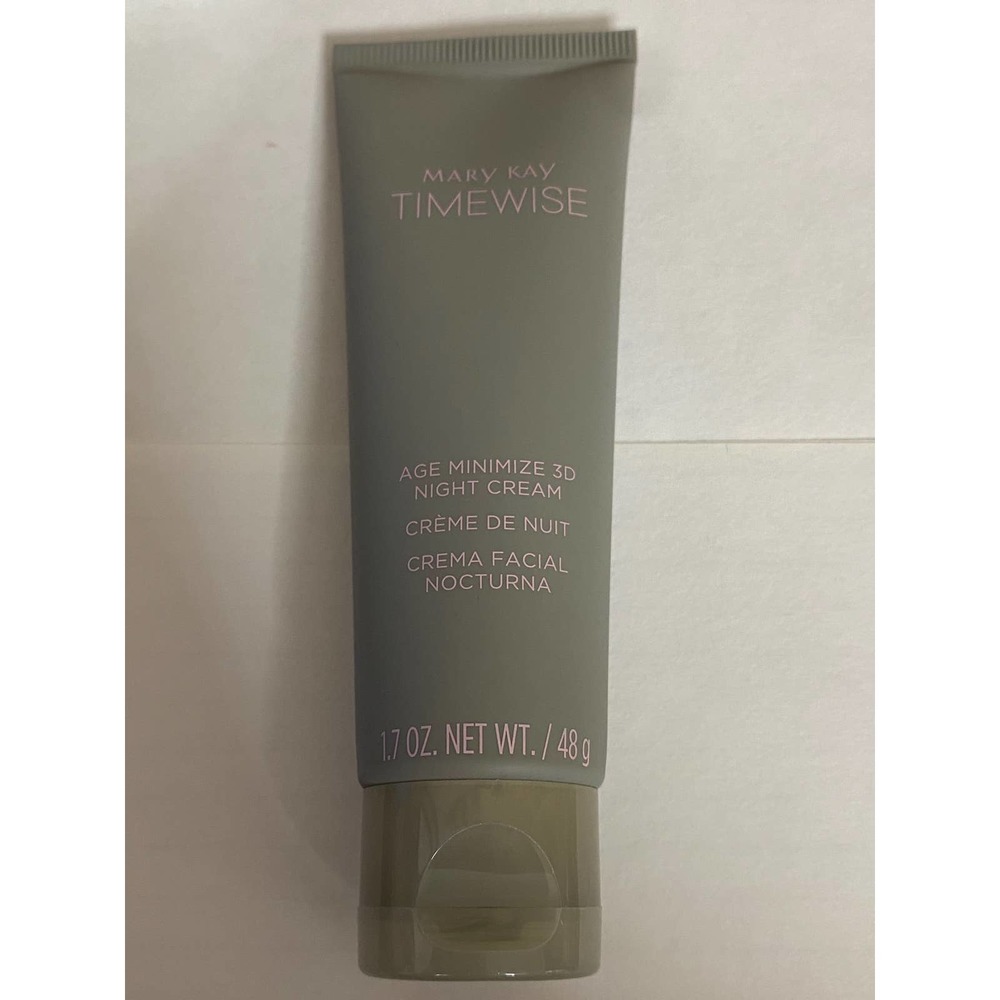 MARY KAY
TIMEWISE
AGE MINIMIZE 3D
NIGHT CREAM
CRÈME DE NUIT
CREMA FACIAL
NOCTURNA
1.7 OZ. NET WT. / 48 g